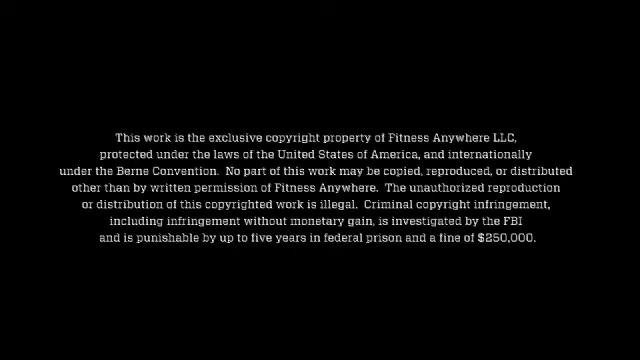 This work is the exclusive copyright property of Fitness Anywhere LLC,
protected under the laws of the United States of America, and internationally
under the Berne Convention.  No part of this work may be copied, reproduced, or distributed
other than by written permission of Fitness Anywhere.  The unauthorized reproduction
or distribution of this copyrighted work is illegal.  Criminal copyright infringement,
including infringement without monetary gain, is investigated by the FBI
and is punishable by up to five years in federal prison and a fine of $250,000.